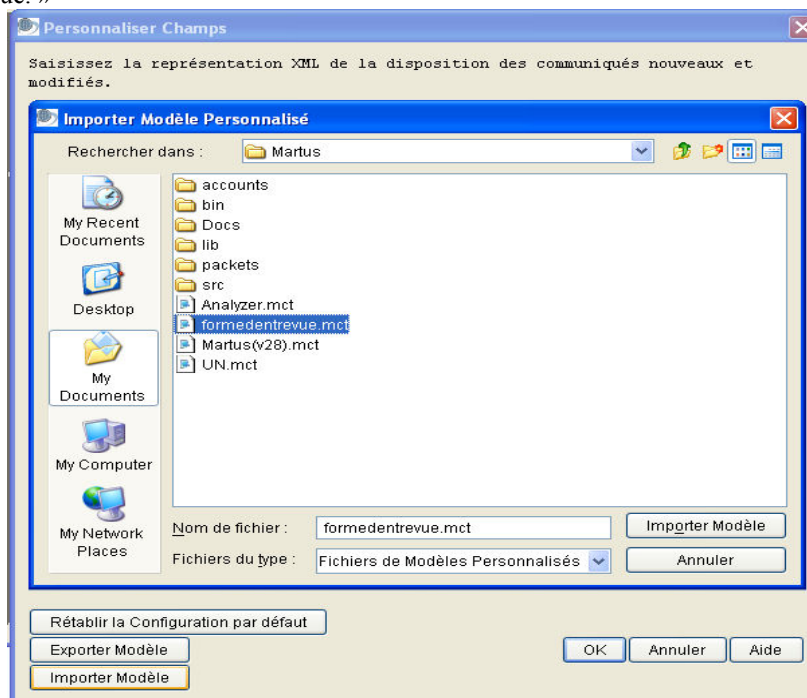 ue. »
Personnaliser Champs
Saisissez la représentation XML de la disposition des communiqués nouveaux et
modifiés.
Importer Modèle Personnalisé
Rechercher dans :
Martus
My Recent
Documents
Desktop
My
Documents
My Computer
My Network
Places
accounts
bin
Docs
lib
packets
src
Analyzer.mct
formedentrevue.mct
Martus(v28).mct
UN.mct
Nom de fichier :
formedentrevue.mct
Importer Modèle
Fichiers du type :
Fichiers de Modèles Personnalisés
Annuler
Rétablir la Configuration par défaut
Exporter Modèle
OK
Annuler
Aide
Importer Modèle